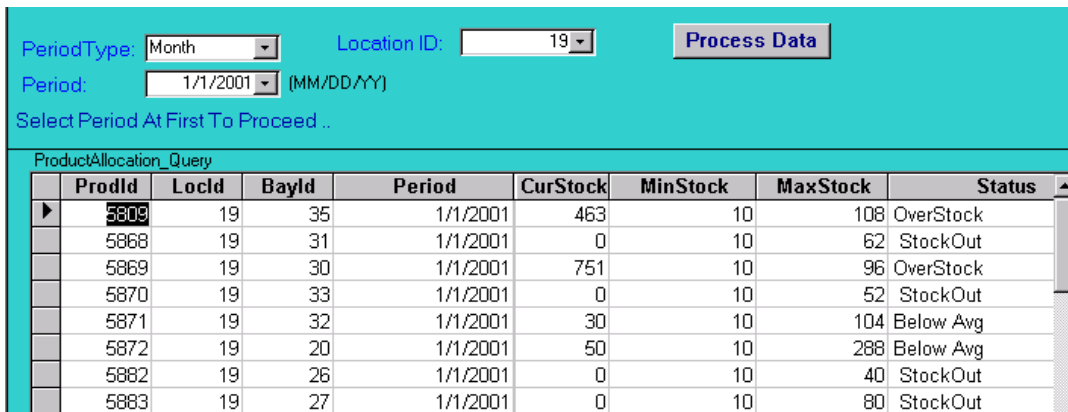 PeriodType: Month Location ID: 19 Process Data
Period: 1/1/2001 (MM/DD/YY)
Select Period At First To Proceed ..
ProductAllocation_Query
ProdId LocId BayId Period CurStock MinStock MaxStock Status
5809 19 35 1/1/2001 463 10 108 OverStock
5868 19 31 1/1/2001 0 10 62 StockOut
5869 19 30 1/1/2001 751 10 96 OverStock
5870 19 33 1/1/2001 0 10 52 StockOut
5871 19 32 1/1/2001 30 10 104 Below Avg
5872 19 20 1/1/2001 50 10 288 Below Avg
5882 19 26 1/1/2001 0 10 40 StockOut
5883 19 27 1/1/2001 0 10 80 StockOut